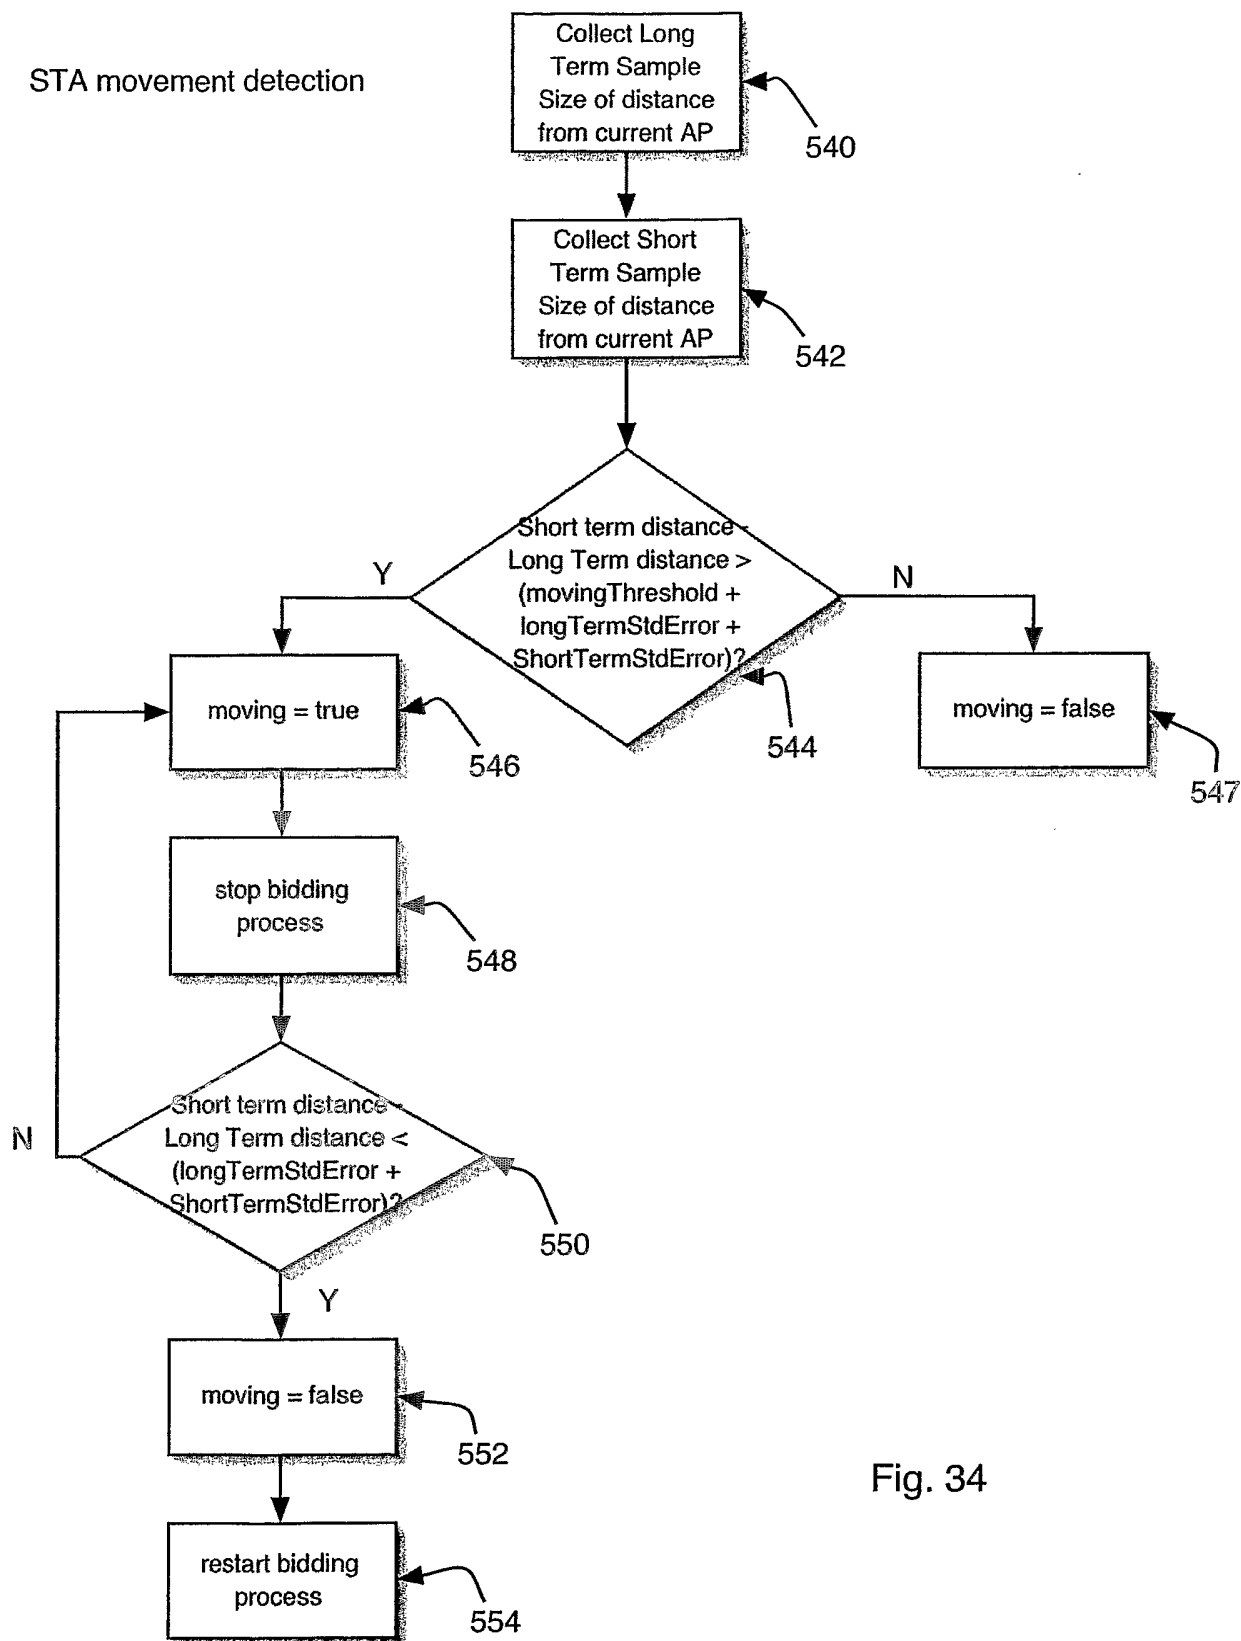 STA movement detection
Collect Long
Term Sample
Size of distance
from current AP
540
Collect Short
Term Sample
Size of distance
from current AP
542
Short term distance -
Long Term distance >
(movingThreshold +
longTermStdError +
ShortTermStdError)?
544
Y
N
moving = true
546
moving = false
547
stop bidding
process
548
Short term distance -
Long Term distance <
(longTermStdError +
ShortTermStdError)?
550
N
Y
moving = false
552
restart bidding
process
554
Fig. 34